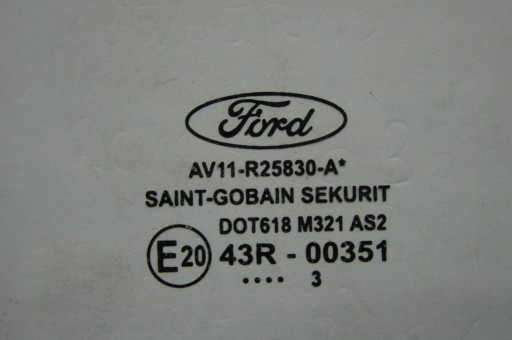 Ford
AV11-R25830-A*
SAINT-GOBAIN SEKURIT
DOT618 M321 AS2
E20 43R - 00351
.... 3